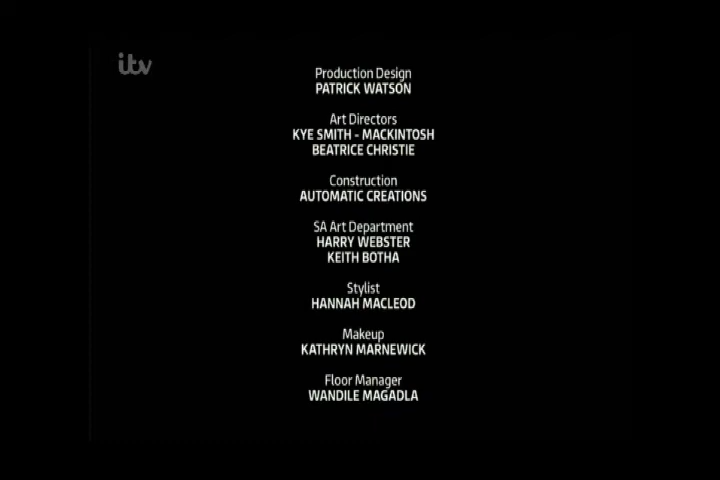 itv
Production Design
PATRICK WATSON
Art Directors
KYE SMITH - MACKINTOSH
BEATRICE CHRISTIE
Construction
AUTOMATIC CREATIONS
SA Art Department
HARRY WEBSTER
KEITH BOTHA
Stylist
HANNAH MACLEOD
Makeup
KATHRYN MARNEWICK
Floor Manager
WANDILE MAGADLA